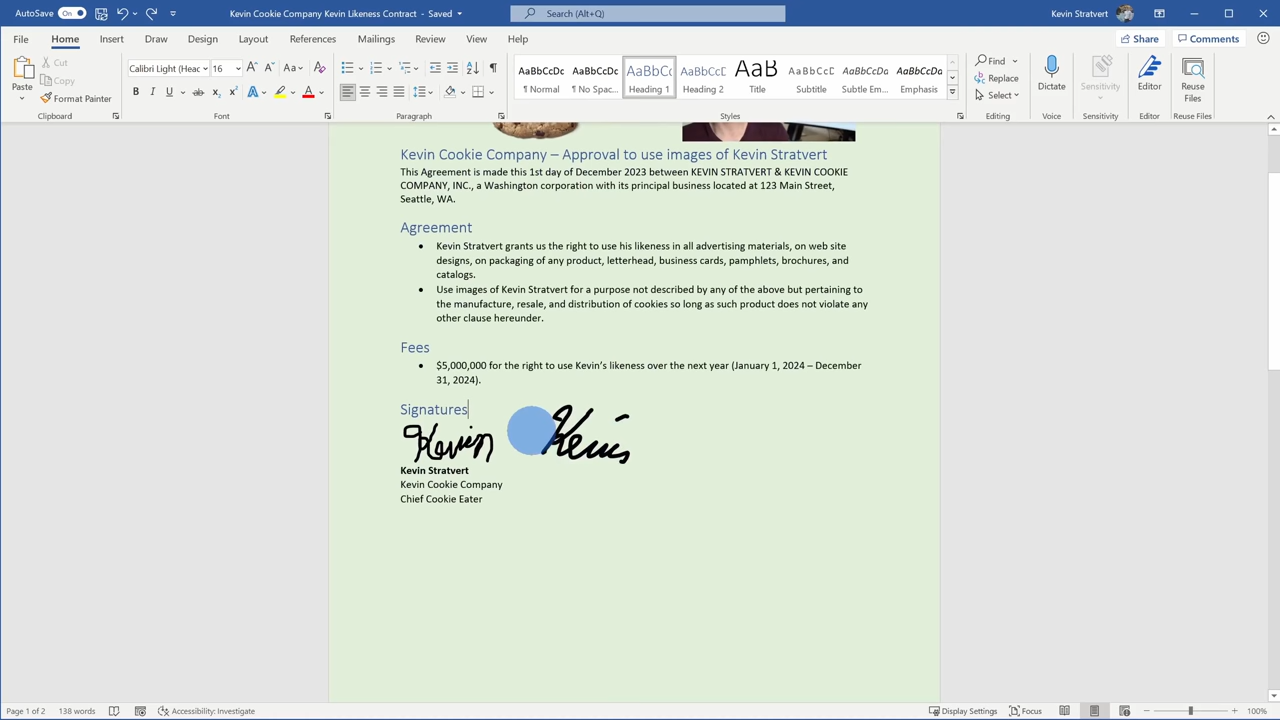 AutoSave On Kevin Cookie Company Kevin Likeness Contract - Saved Search (Alt+Q) Kevin Stratvert
File Home Insert Draw Design Layout References Mailings Review View Help Share Comments
Paste
Cut
Copy
Format Painter
Clipboard
Calibri Light (Heac 16
Font
Paragraph
AaBbCcDc AaBbCcDc AaBbCc AaBbCcD AaB AaBbCcD AaBbCcDc AaBbCcDc
¶ Normal ¶ No Spac... Heading 1 Heading 2 Title Subtitle Subtle Em... Emphasis
Styles
Find
Replace
Select
Editing
Dictate
Voice
Sensitivity
Sensitivity
Editor
Editor
Reuse
Files
Reuse Files
Kevin Cookie Company – Approval to use images of Kevin Stratvert
This Agreement is made this 1st day of December 2023 between KEVIN STRATVERT & KEVIN COOKIE
COMPANY, INC., a Washington corporation with its principal business located at 123 Main Street,
Seattle, WA.
Agreement
• Kevin Stratvert grants us the right to use his likeness in all advertising materials, on web site
designs, on packaging of any product, letterhead, business cards, pamphlets, brochures, and
catalogs.
• Use images of Kevin Stratvert for a purpose not described by any of the above but pertaining to
the manufacture, resale, and distribution of cookies so long as such product does not violate any
other clause hereunder.
Fees
• $5,000,000 for the right to use Kevin’s likeness over the next year (January 1, 2024 – December
31, 2024).
Signatures
Kevin Kevin
Kevin Stratvert
Kevin Cookie Company
Chief Cookie Eater
Page 1 of 2 138 words Accessibility: Investigate Display Settings Focus 100%